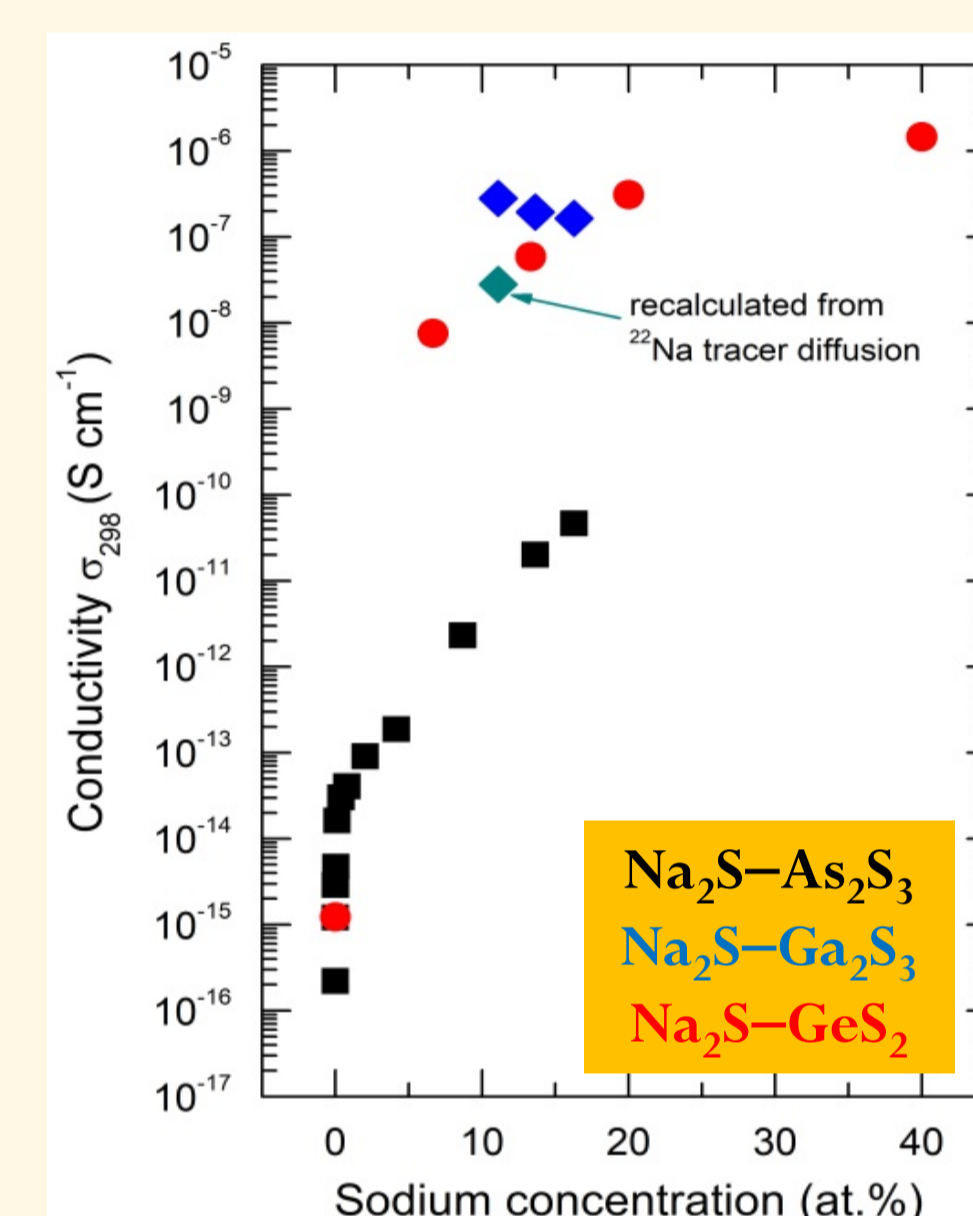 10⁻⁵
10⁻⁶
10⁻⁷
10⁻⁸
10⁻⁹
10⁻¹⁰
10⁻¹¹
10⁻¹²
10⁻¹³
10⁻¹⁴
10⁻¹⁵
10⁻¹⁶
10⁻¹⁷
Conductivity σ₂₉₈ (S cm⁻¹)
recalculated from
²²Na tracer diffusion
Na₂S–As₂S₃
Na₂S–Ga₂S₃
Na₂S–GeS₂
0 10 20 30 40
Sodium concentration (at.%)